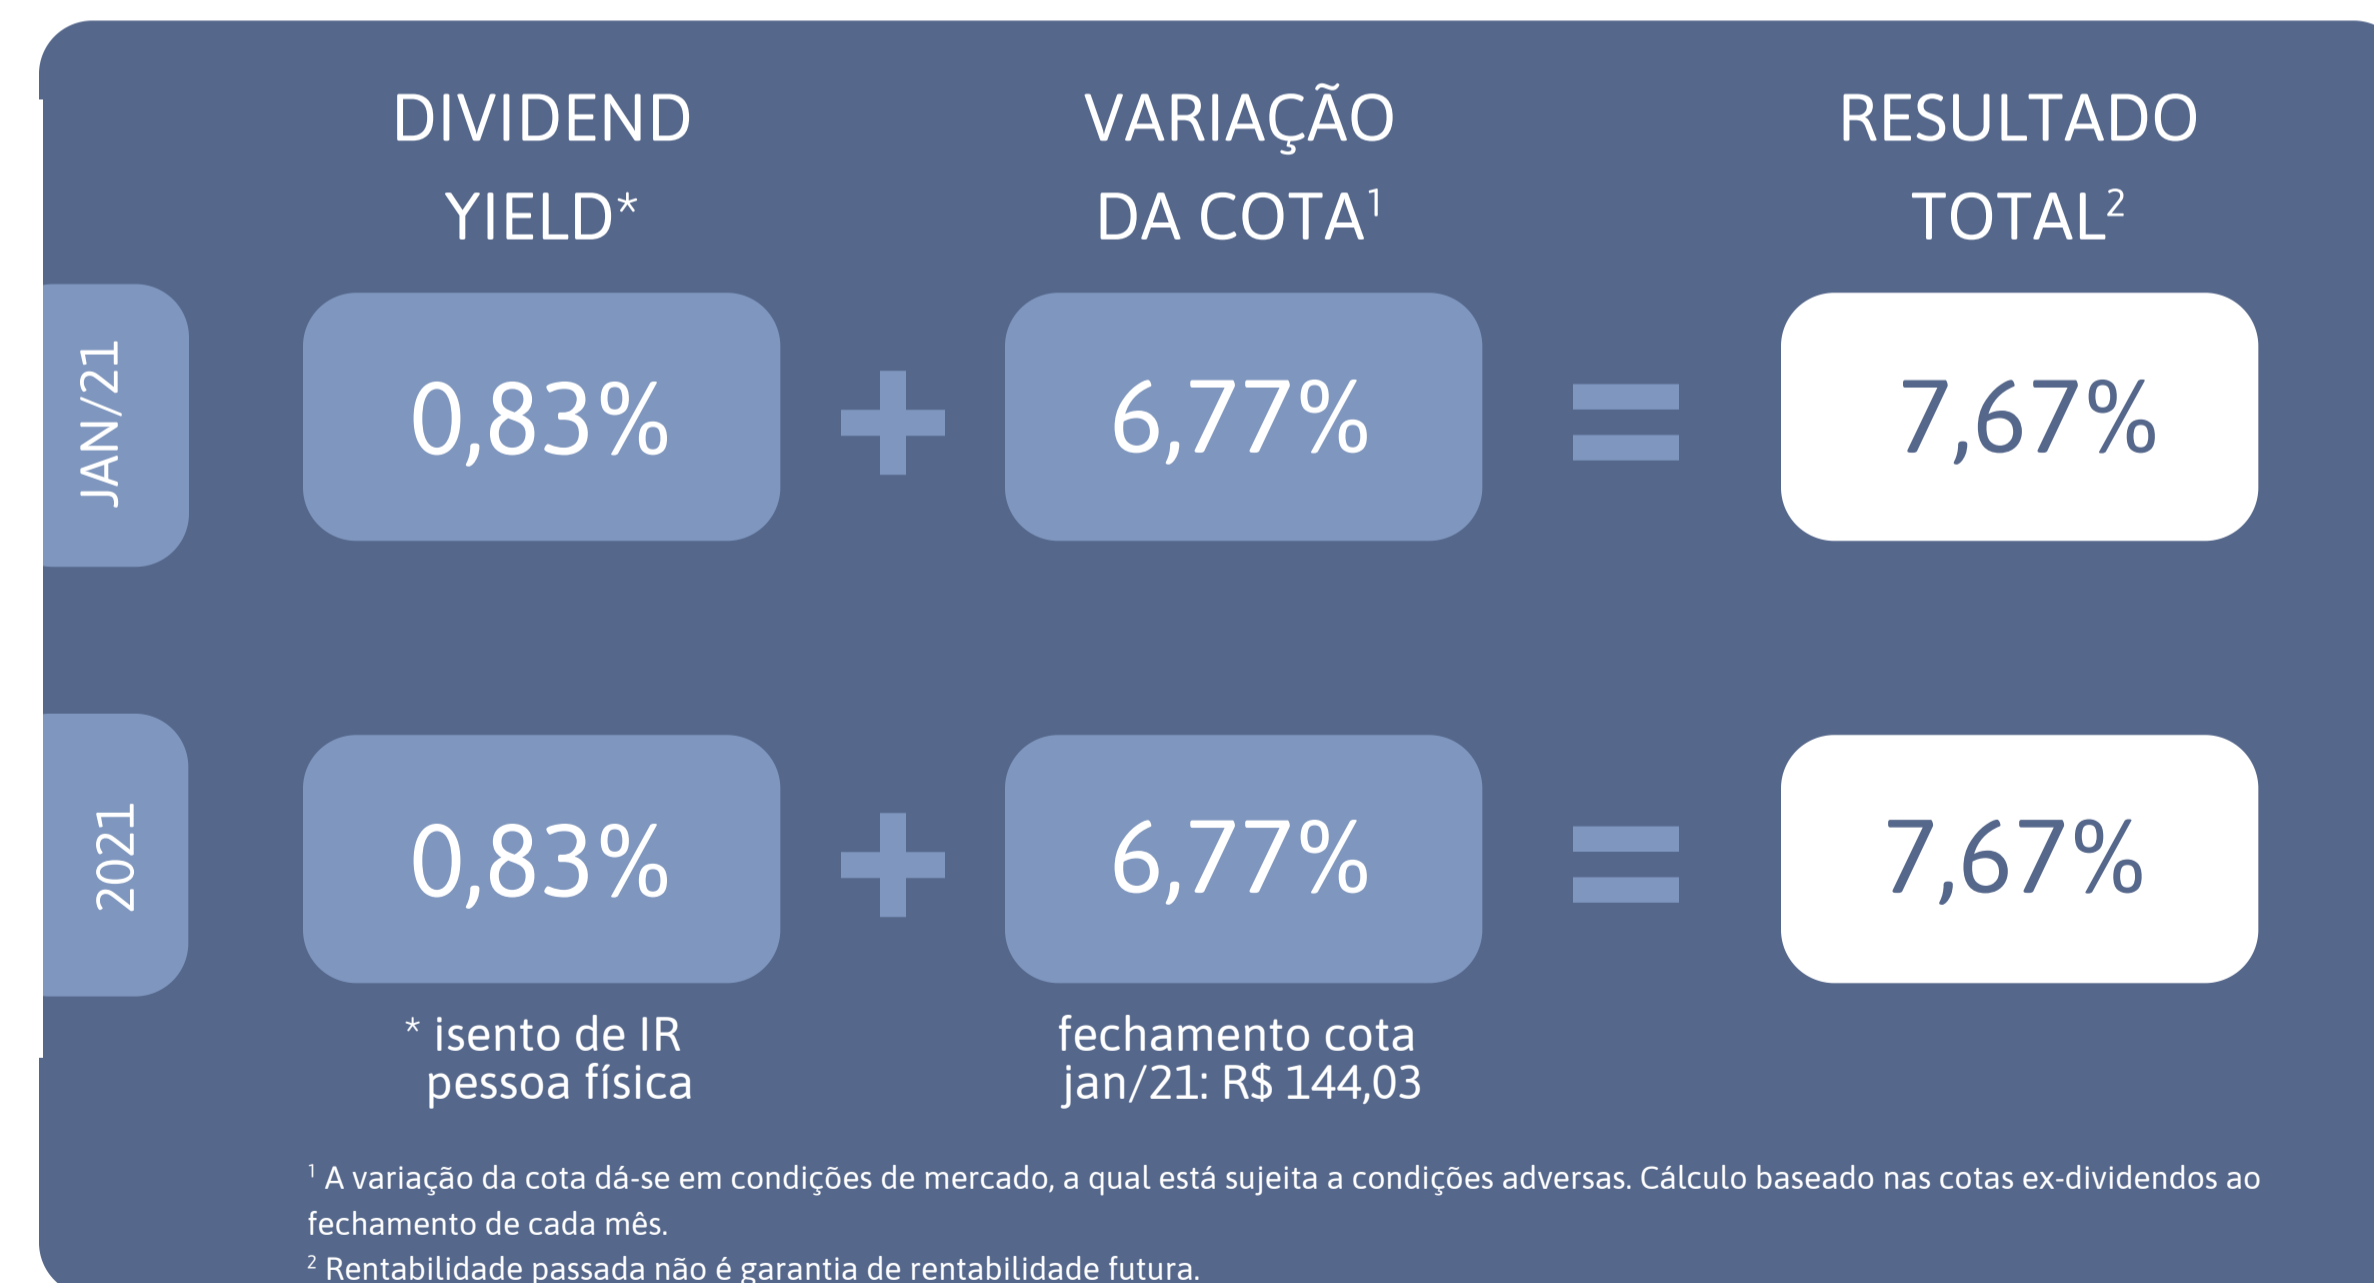 DIVIDEND
YIELD*
VARIAÇÃO
DA COTA¹
RESULTADO
TOTAL²
JAN/21
0,83%
+
6,77%
=
7,67%
2021
0,83%
+
6,77%
=
7,67%
* isento de IR
pessoa física
fechamento cota
jan/21: R$ 144,03
¹ A variação da cota dá-se em condições de mercado, a qual está sujeita a condições adversas. Cálculo baseado nas cotas ex-dividendos ao
fechamento de cada mês.
² Rentabilidade passada não é garantia de rentabilidade futura.